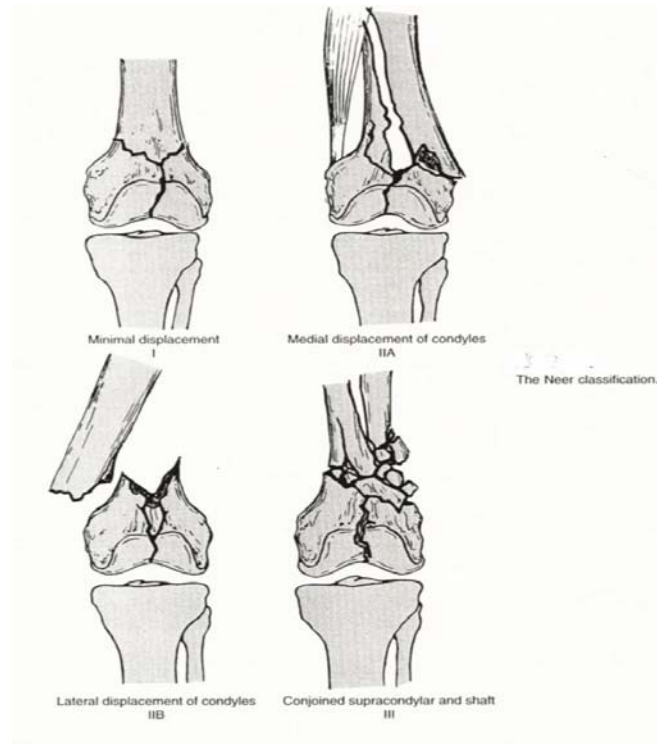 Minimal displacement
I
Medial displacement of condyles
IIA
The Neer classification.
Lateral displacement of condyles
IIB
Conjoined supracondylar and shaft
III